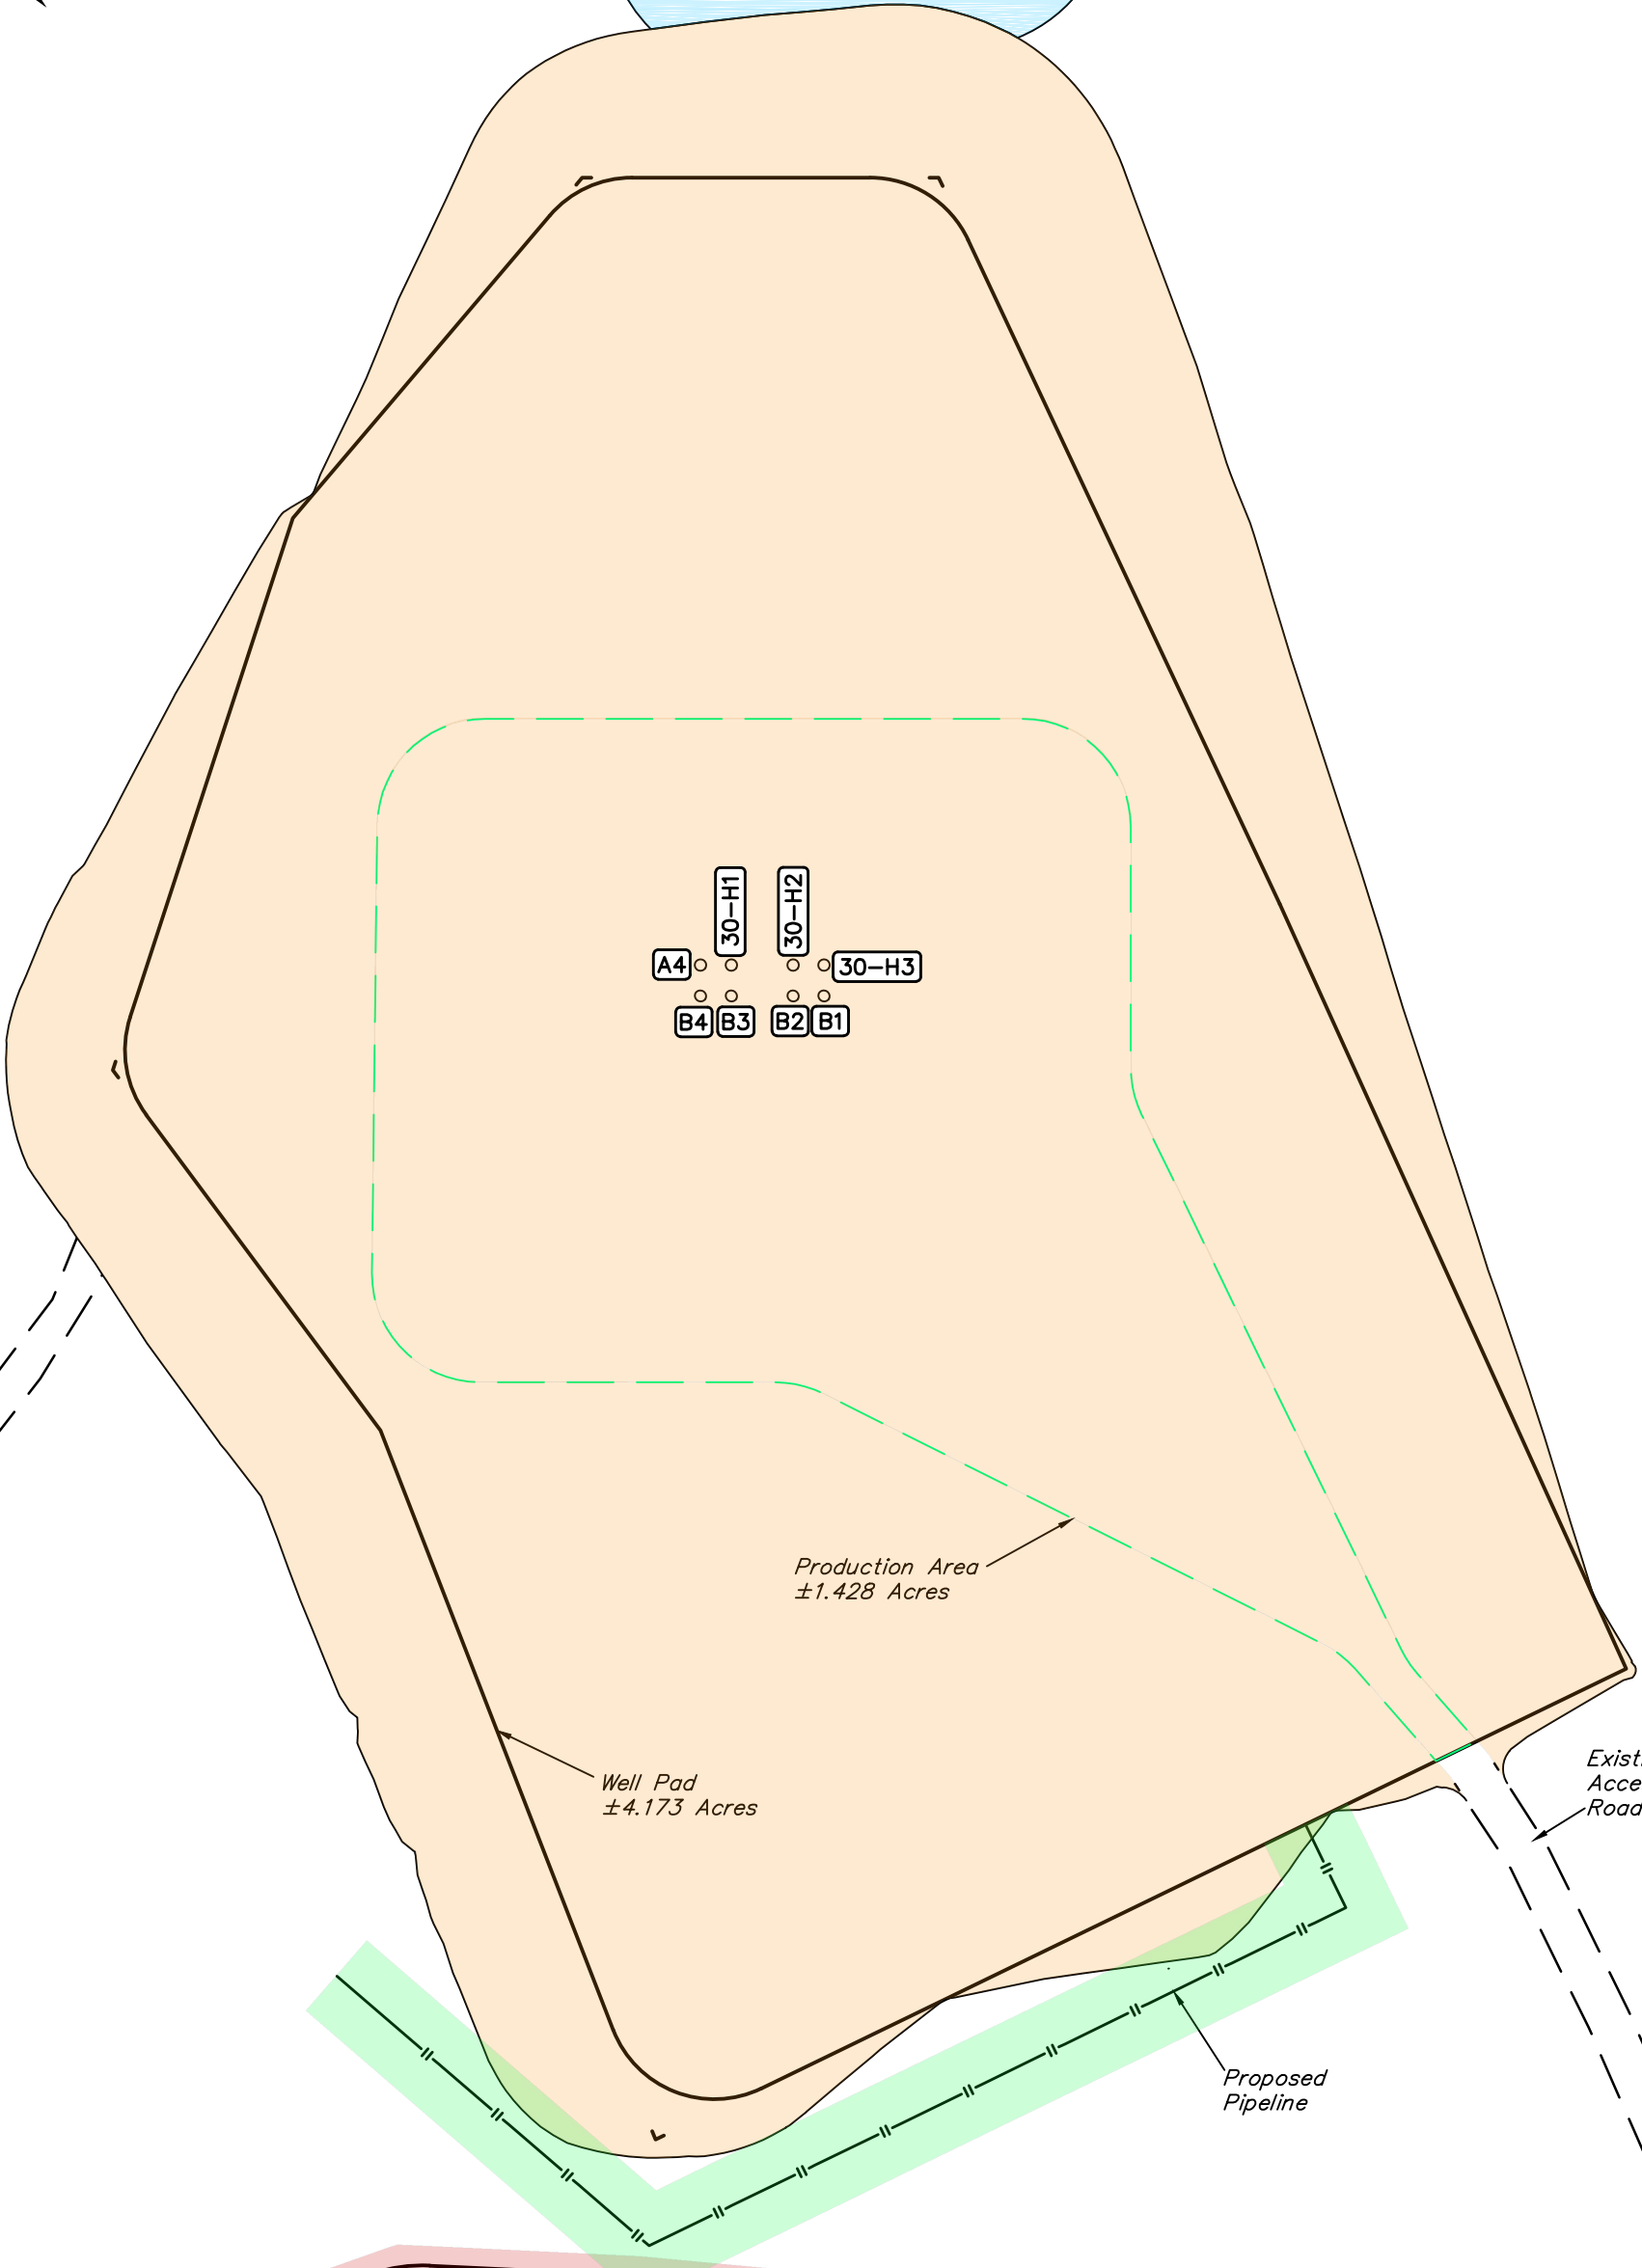 30-H1
30-H2
A4
30-H3
B4
B3
B2
B1
Production Area
±1.428 Acres
Well Pad
±4.173 Acres
Road
Proposed
Pipeline